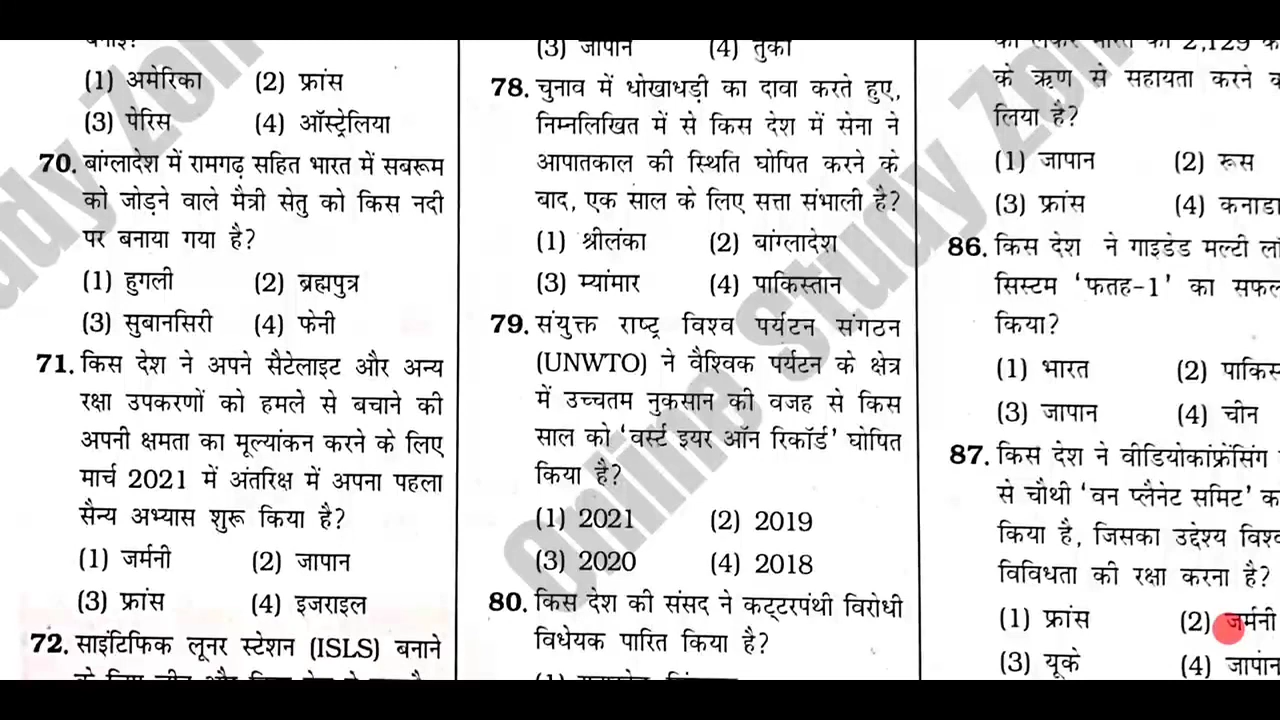 (1) अमेरिका (2) फ्रांस
(3) पेरिस (4) ऑस्ट्रेलिया
70. बांग्लादेश में रामगढ़ सहित भारत में सबरूम
को जोड़ने वाले मैत्री सेतु को किस नदी
पर बनाया गया है?
(1) हुगली (2) ब्रह्मपुत्र
(3) सुबानसिरी (4) फेनी
71. किस देश ने अपने सैटेलाइट और अन्य
रक्षा उपकरणों को हमले से बचाने की
अपनी क्षमता का मूल्यांकन करने के लिए
मार्च 2021 में अंतरिक्ष में अपना पहला
सैन्य अभ्यास शुरू किया है?
(1) जर्मनी (2) जापान
(3) फ्रांस (4) इजराइल
72. साइंटिफिक लूनर स्टेशन (ISLS) बनाने
(3) जापान (4) तुर्की
78. चुनाव में धोखाधड़ी का दावा करते हुए,
निम्नलिखित में से किस देश में सेना ने
आपातकाल की स्थिति घोषित करने के
बाद, एक साल के लिए सत्ता संभाली है?
(1) श्रीलंका (2) बांग्लादेश
(3) म्यांमार (4) पाकिस्तान
79. संयुक्त राष्ट्र विश्व पर्यटन संगठन
(UNWTO) ने वैश्विक पर्यटन के क्षेत्र
में उच्चतम नुकसान की वजह से किस
साल को ‘वर्स्ट इयर ऑन रिकॉर्ड’ घोषित
किया है?
(1) 2021 (2) 2019
(3) 2020 (4) 2018
80. किस देश की संसद ने कट्टरपंथी विरोधी
विधेयक पारित किया है?
के ऋण से सहायता करने
लिया है?
(1) जापान (2) रूस
(3) फ्रांस (4) कनाडा
86. किस देश ने गाइडेड मल्टी
सिस्टम ‘फतह-1’ का सफल
किया?
(1) भारत (2) पाकिस
(3) जापान (4) चीन
87. किस देश ने वीडियोकांफ्रेंसिंग
से चौथी ‘वन प्लैनेट समिट’
किया है, जिसका उद्देश्य विश्व
विविधता की रक्षा करना है?
(1) फ्रांस (2) जर्मनी
(3) यूके (4) जापान
Online Study Zon